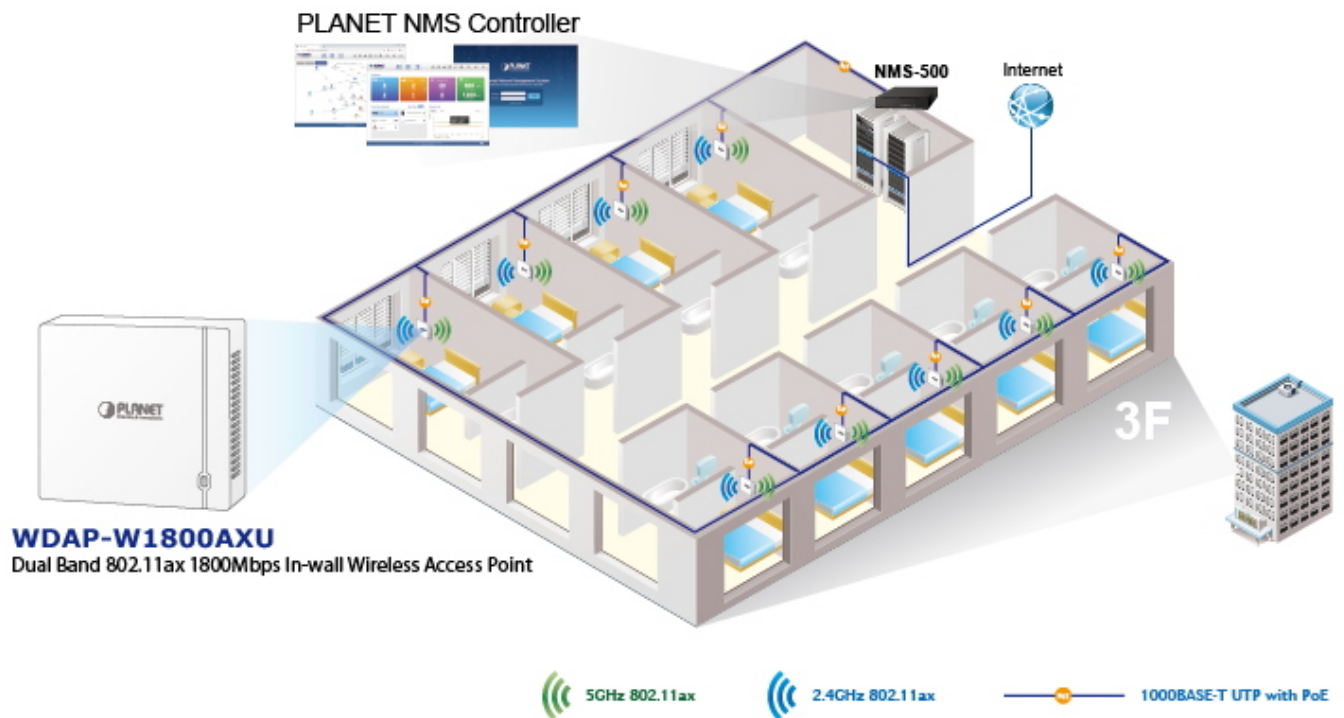 PLANET NMS Controller
NMS-500
Internet
PLANET
3F
WDAP-W1800AXU
Dual Band 802.11ax 1800Mbps In-wall Wireless Access Point
5GHz 802.11ax
2.4GHz 802.11ax
1000BASE-T UTP with PoE